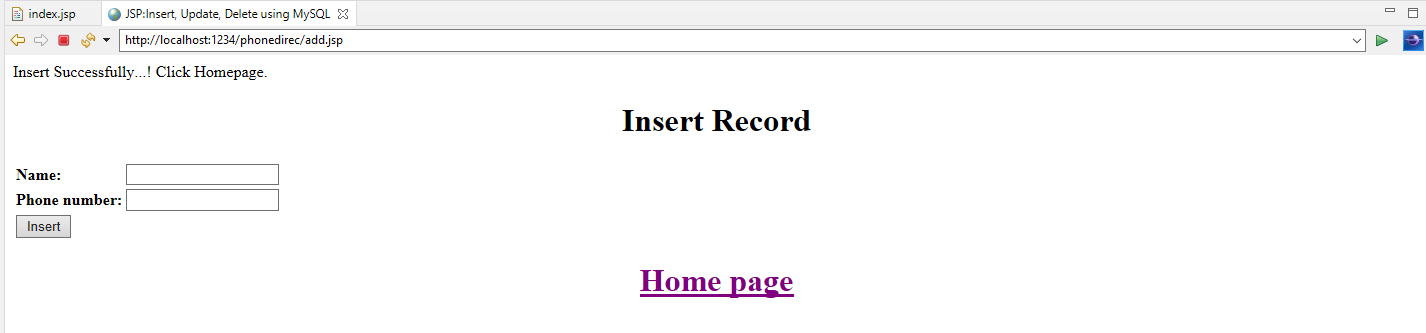 index.jsp
JSP:Insert, Update, Delete using MySQL
http://localhost:1234/phonedirec/add.jsp
Insert Successfully...! Click Homepage.
Insert Record
Name:
Phone number:
Insert
Home page